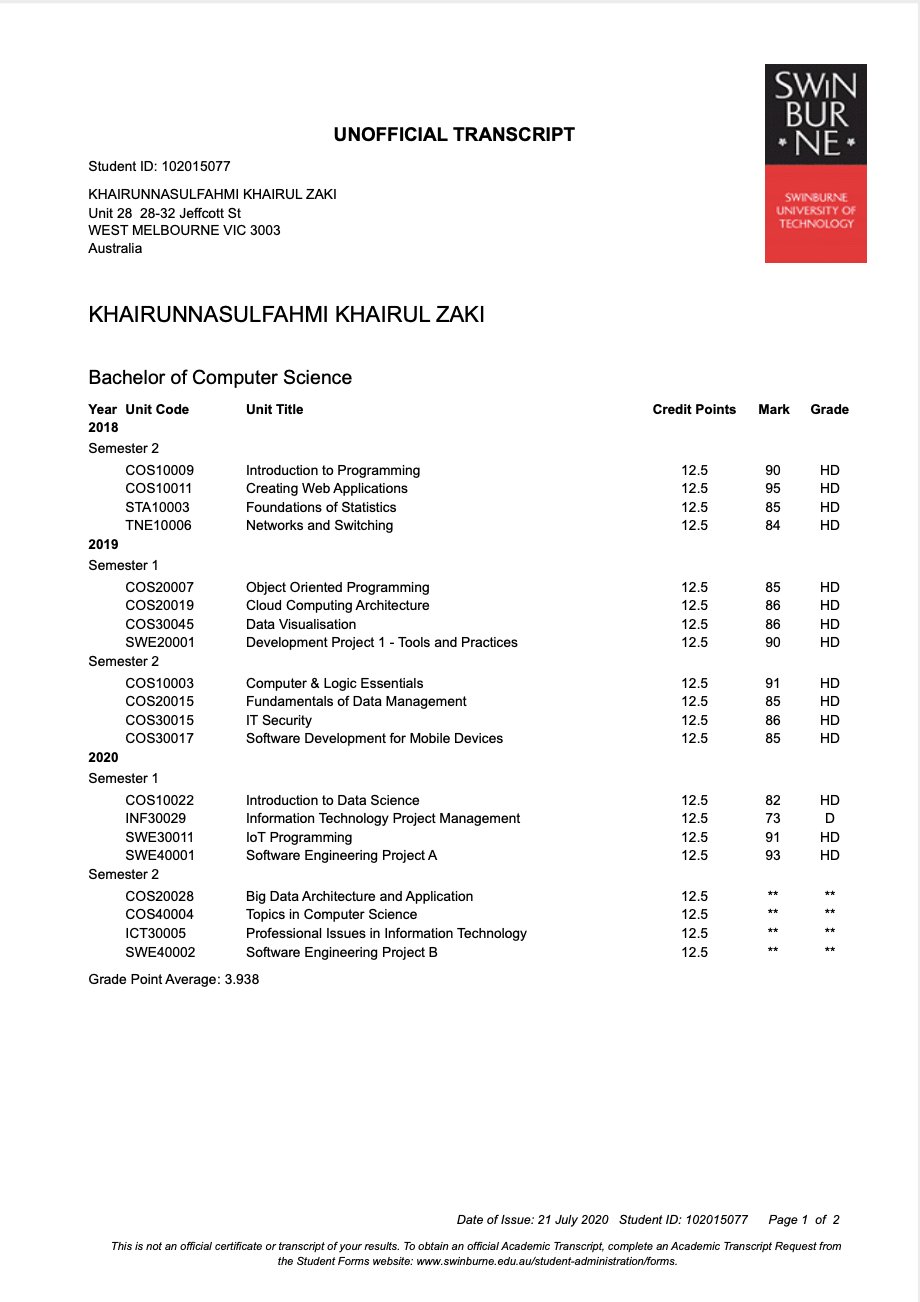 SWiN
BUR
* NE *
SWINBURNE
UNIVERSITY OF
TECHNOLOGY
UNOFFICIAL TRANSCRIPT
Student ID: 102015077
KHAIRUNNASULFAHMI KHAIRUL ZAKI
Unit 28 28-32 Jeffcott St
WEST MELBOURNE VIC 3003
Australia
KHAIRUNNASULFAHMI KHAIRUL ZAKI
Bachelor of Computer Science
Year Unit Code Unit Title Credit Points Mark Grade
2018
Semester 2
COS10009 Introduction to Programming 12.5 90 HD
COS10011 Creating Web Applications 12.5 95 HD
STA10003 Foundations of Statistics 12.5 85 HD
TNE10006 Networks and Switching 12.5 84 HD
2019
Semester 1
COS20007 Object Oriented Programming 12.5 85 HD
COS20019 Cloud Computing Architecture 12.5 86 HD
COS30045 Data Visualisation 12.5 86 HD
SWE20001 Development Project 1 - Tools and Practices 12.5 90 HD
Semester 2
COS10003 Computer & Logic Essentials 12.5 91 HD
COS20015 Fundamentals of Data Management 12.5 85 HD
COS30015 IT Security 12.5 86 HD
COS30017 Software Development for Mobile Devices 12.5 85 HD
2020
Semester 1
COS10022 Introduction to Data Science 12.5 82 HD
INF30029 Information Technology Project Management 12.5 73 D
SWE30011 IoT Programming 12.5 91 HD
SWE40001 Software Engineering Project A 12.5 93 HD
Semester 2
COS20028 Big Data Architecture and Application 12.5 ** **
COS40004 Topics in Computer Science 12.5 ** **
ICT30005 Professional Issues in Information Technology 12.5 ** **
SWE40002 Software Engineering Project B 12.5 ** **
Grade Point Average: 3.938
Date of Issue: 21 July 2020 Student ID: 102015077 Page 1 of 2
This is not an official certificate or transcript of your results. To obtain an official Academic Transcript, complete an Academic Transcript Request from
the Student Forms website: www.swinburne.edu.au/student-administration/forms.